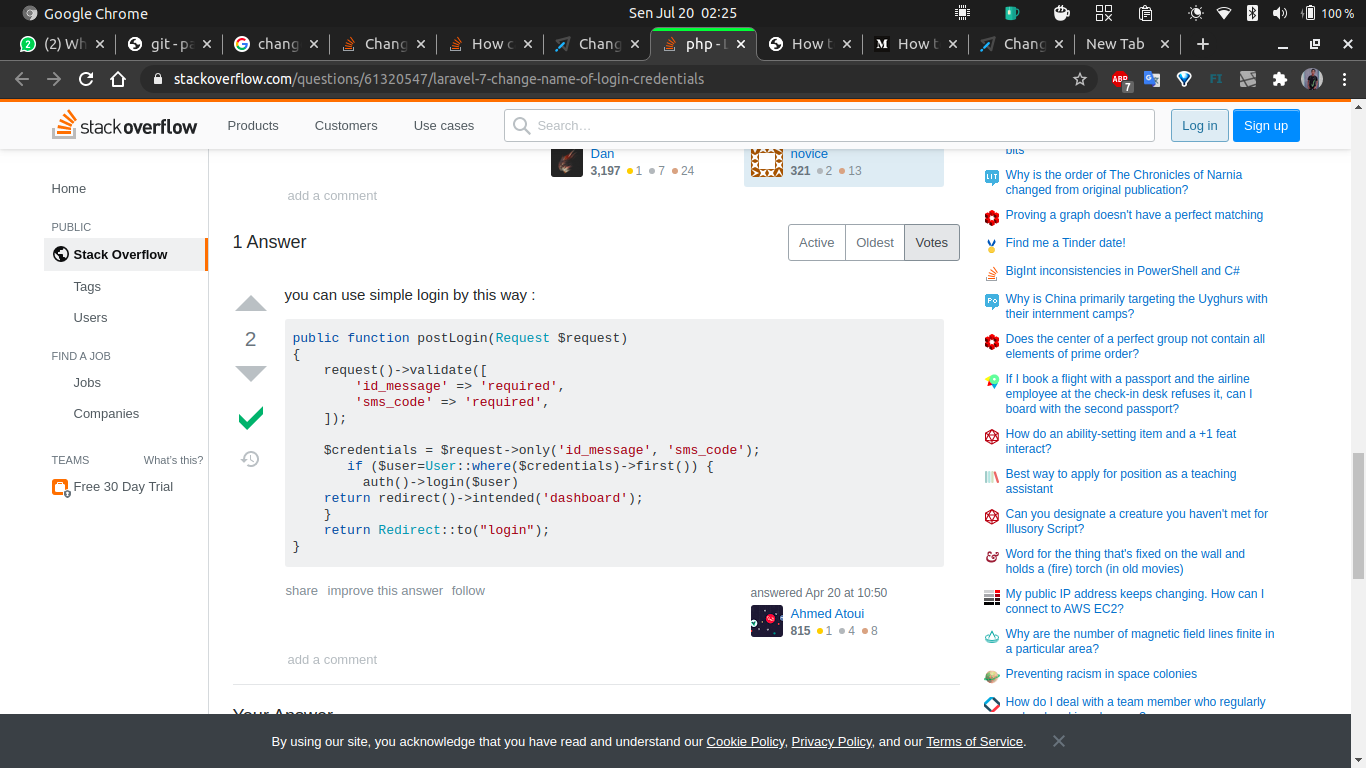 Google Chrome
Sen Jul 20 02:25
100 %
(2) Wh
git - pa
chang
Chang
How c
Chang
php - L
How t
How t
Chang
New Tab
stackoverflow.com/questions/61320547/laravel-7-change-name-of-login-credentials
ABP
7
FI
stackoverflow
Products
Customers
Use cases
Search…
Log in
Sign up
Home
PUBLIC
Stack Overflow
Tags
Users
FIND A JOB
Jobs
Companies
TEAMS
What's this?
Free 30 Day Trial
Dan
3,197 1 7 24
novice
321 2 13
add a comment
1 Answer
Active
Oldest
Votes
2
you can use simple login by this way :
public function postLogin(Request $request)
{
request()->validate([
'id_message' => 'required',
'sms_code' => 'required',
]);
$credentials = $request->only('id_message', 'sms_code');
if ($user=User::where($credentials)->first()) {
auth()->login($user)
return redirect()->intended('dashboard');
}
return Redirect::to("login");
}
share improve this answer follow
answered Apr 20 at 10:50
Ahmed Atoui
815 1 4 8
add a comment
Your Answer
bits
Why is the order of The Chronicles of Narnia
changed from original publication?
Proving a graph doesn't have a perfect matching
Find me a Tinder date!
BigInt inconsistencies in PowerShell and C#
Why is China primarily targeting the Uyghurs with
their internment camps?
Does the center of a perfect group not contain all
elements of prime order?
If I book a flight with a passport and the airline
employee at the check-in desk refuses it, can I
board with the second passport?
How do an ability-setting item and a +1 feat
interact?
Best way to apply for position as a teaching
assistant
Can you designate a creature you haven't met for
Illusory Script?
Word for the thing that's fixed on the wall and
holds a (fire) torch (in old movies)
My public IP address keeps changing. How can I
connect to AWS EC2?
Why are the number of magnetic field lines finite in
a particular area?
Preventing racism in space colonies
How do I deal with a team member who regularly
By using our site, you acknowledge that you have read and understand our Cookie Policy, Privacy Policy, and our Terms of Service.